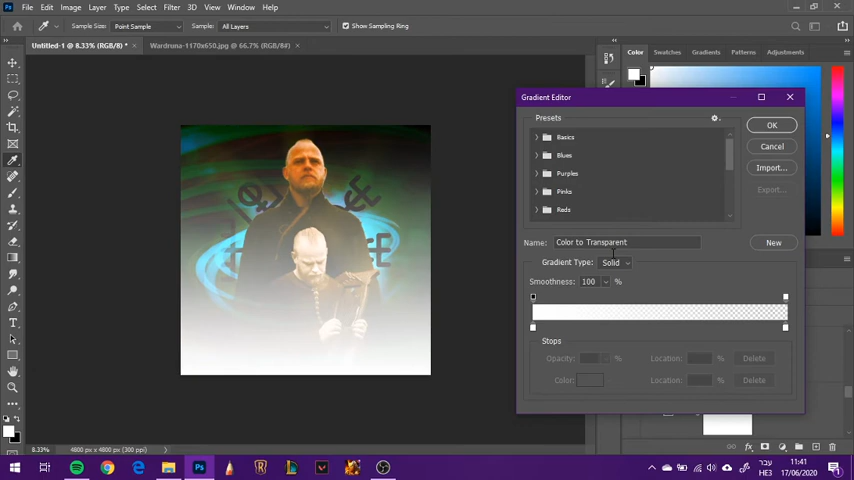 File Edit Image Layer Type Select Filter 3D View Window Help
Sample Size: Point Sample Sample: All Layers Show Sampling Ring
Untitled-1 @ 8.33% (RGB/8) * × Wardruna-1170x650.jpg @ 66.7% (RGB/8#) ×
Color Swatches Gradients Patterns Adjustments
Gradient Editor
Presets
Basics
Blues
Purples
Pinks
Reds
OK
Cancel
Import...
Export...
Name: Color to Transparent
New
Gradient Type: Solid
Smoothness: 100 %
Stops
Opacity: % Location: % Delete
Color: Location: % Delete
8.33% 4800 px x 4800 px (300 ppi)
11:41
עבר
HE3
17/06/2020